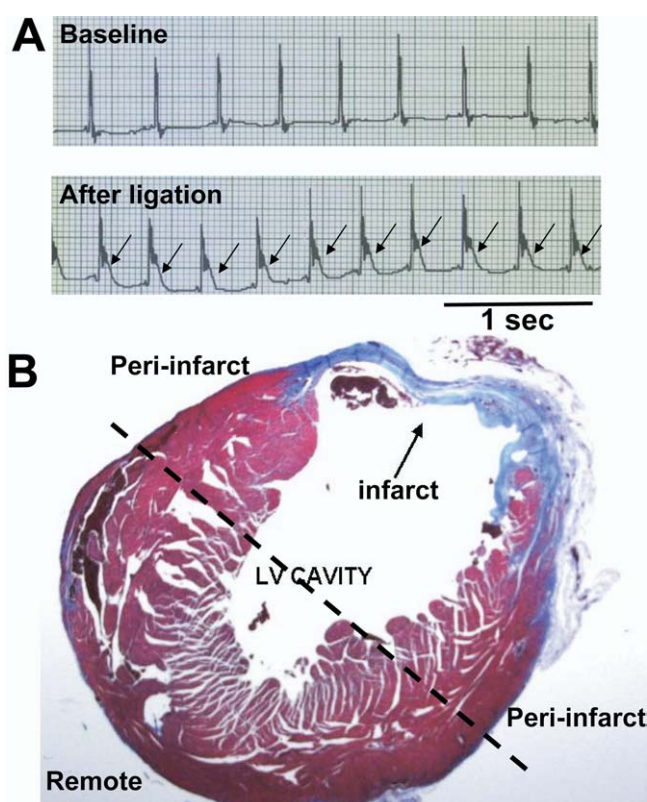 A
Baseline
After ligation
1 sec
B
Peri-infarct
infarct
LV CAVITY
Peri-infarct
Remote